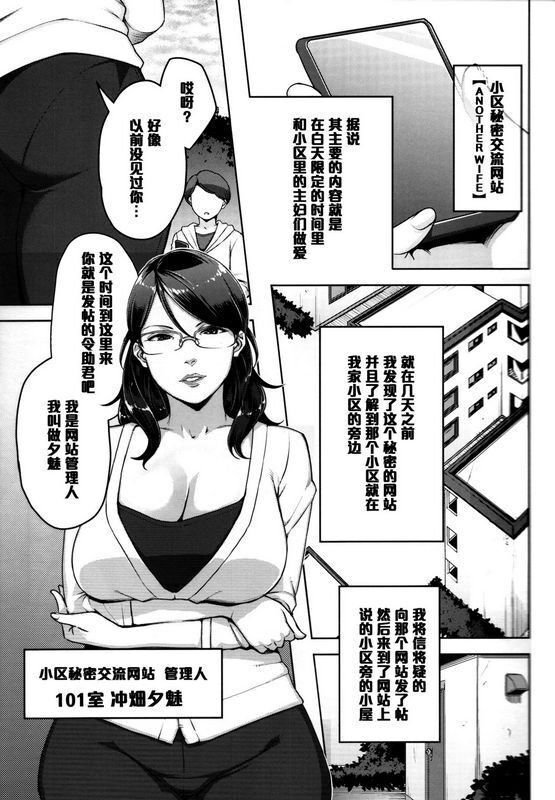 小区秘密交流网站
【ANOTHER WIFE】
据说
其主要的内容就是
在白天限定的时间里
和小区里的主妇们做爱
哎呀？
好像
以前没见过你…
就在几天之前
我发现了这个秘密的网站
并且了解到那个小区就在
我家小区的旁边
我将信将疑的
向那个网站发了帖
然后来到了网站上
说的小区旁的小屋
这个时间到这里来
你就是发帖的令助君吧
我是网站管理人
我叫做夕魅
小区秘密交流网站 管理人
101室 冲畑夕魅